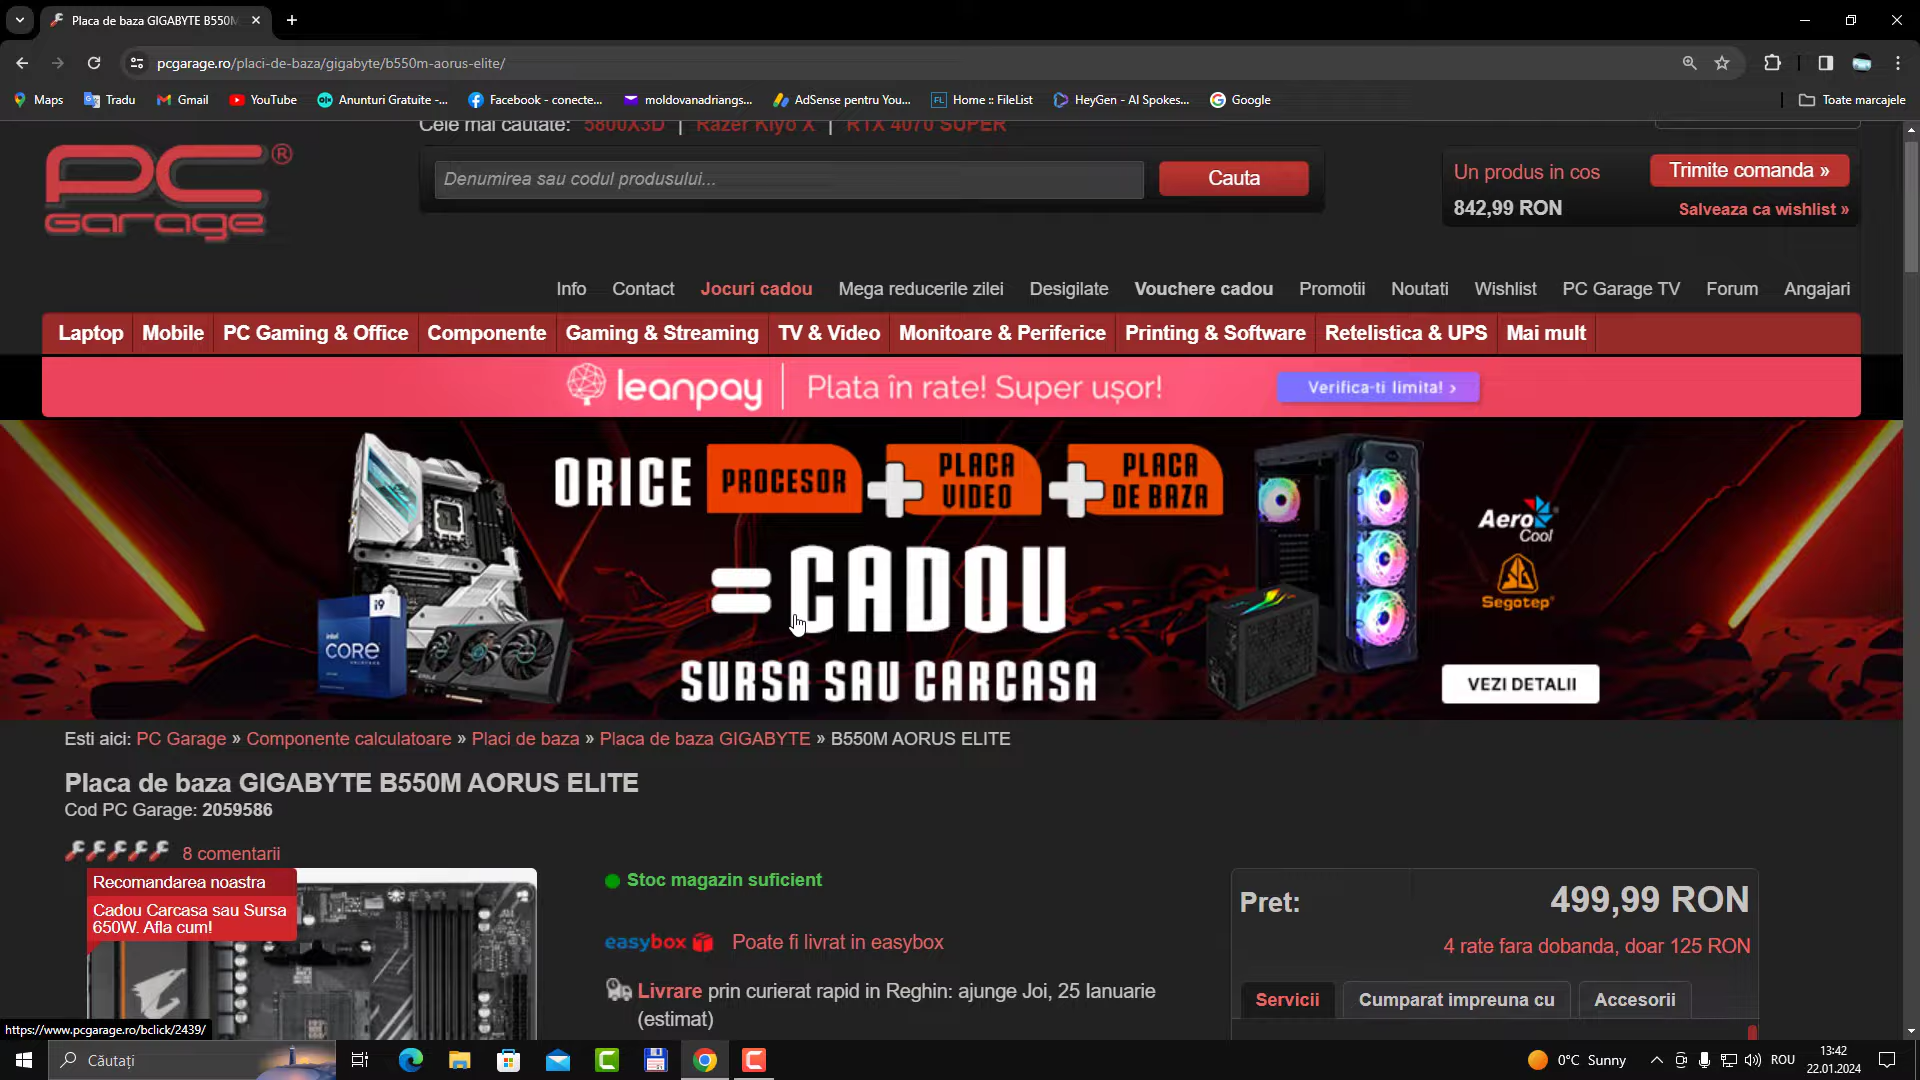 Placa de baza GIGABYTE B550M
pcgarage.ro/placi-de-baza/gigabyte/b550m-aorus-elite/
Maps
Tradu
Gmail
YouTube
Anunturi Gratuite -...
Facebook - conecte...
moldovanadriangs...
AdSense pentru You...
FL
Home :: FileList
HeyGen - AI Spokes...
Google
Toate marcajele
Cele mai cautate: 5800X3D | Razer Kiyo X | RTX 4070 SUPER
PC Garage ®
Denumirea sau codul produsului...
Cauta
Un produs in cos
Trimite comanda »
842,99 RON
Salveaza ca wishlist »
Info Contact Jocuri cadou Mega reducerile zilei Desigilate Vouchere cadou Promotii Noutati Wishlist PC Garage TV Forum Angajari
Laptop Mobile PC Gaming & Office Componente Gaming & Streaming TV & Video Monitoare & Periferice Printing & Software Retelistica & UPS Mai mult
leanpay Plata în rate! Super ușor! Verifica-ti limita! ›
ORICE PROCESOR + PLACA VIDEO + PLACA DE BAZA
= CADOU
SURSA SAU CARCASA
i9
intel
CORE
Aero Cool
Segotep
VEZI DETALII
Esti aici: PC Garage » Componente calculatoare » Placi de baza » Placa de baza GIGABYTE » B550M AORUS ELITE
Placa de baza GIGABYTE B550M AORUS ELITE
Cod PC Garage: 2059586
8 comentarii
Recomandarea noastra
Cadou Carcasa sau Sursa
650W. Afla cum!
Stoc magazin suficient
easybox Poate fi livrat in easybox
Livrare prin curierat rapid in Reghin: ajunge Joi, 25 Ianuarie
(estimat)
Pret: 499,99 RON
4 rate fara dobanda, doar 125 RON
Servicii Cumparat impreuna cu Accesorii
https://www.pcgarage.ro/bclick/2439/
Căutați
0°C Sunny
ROU
13:42
22.01.2024